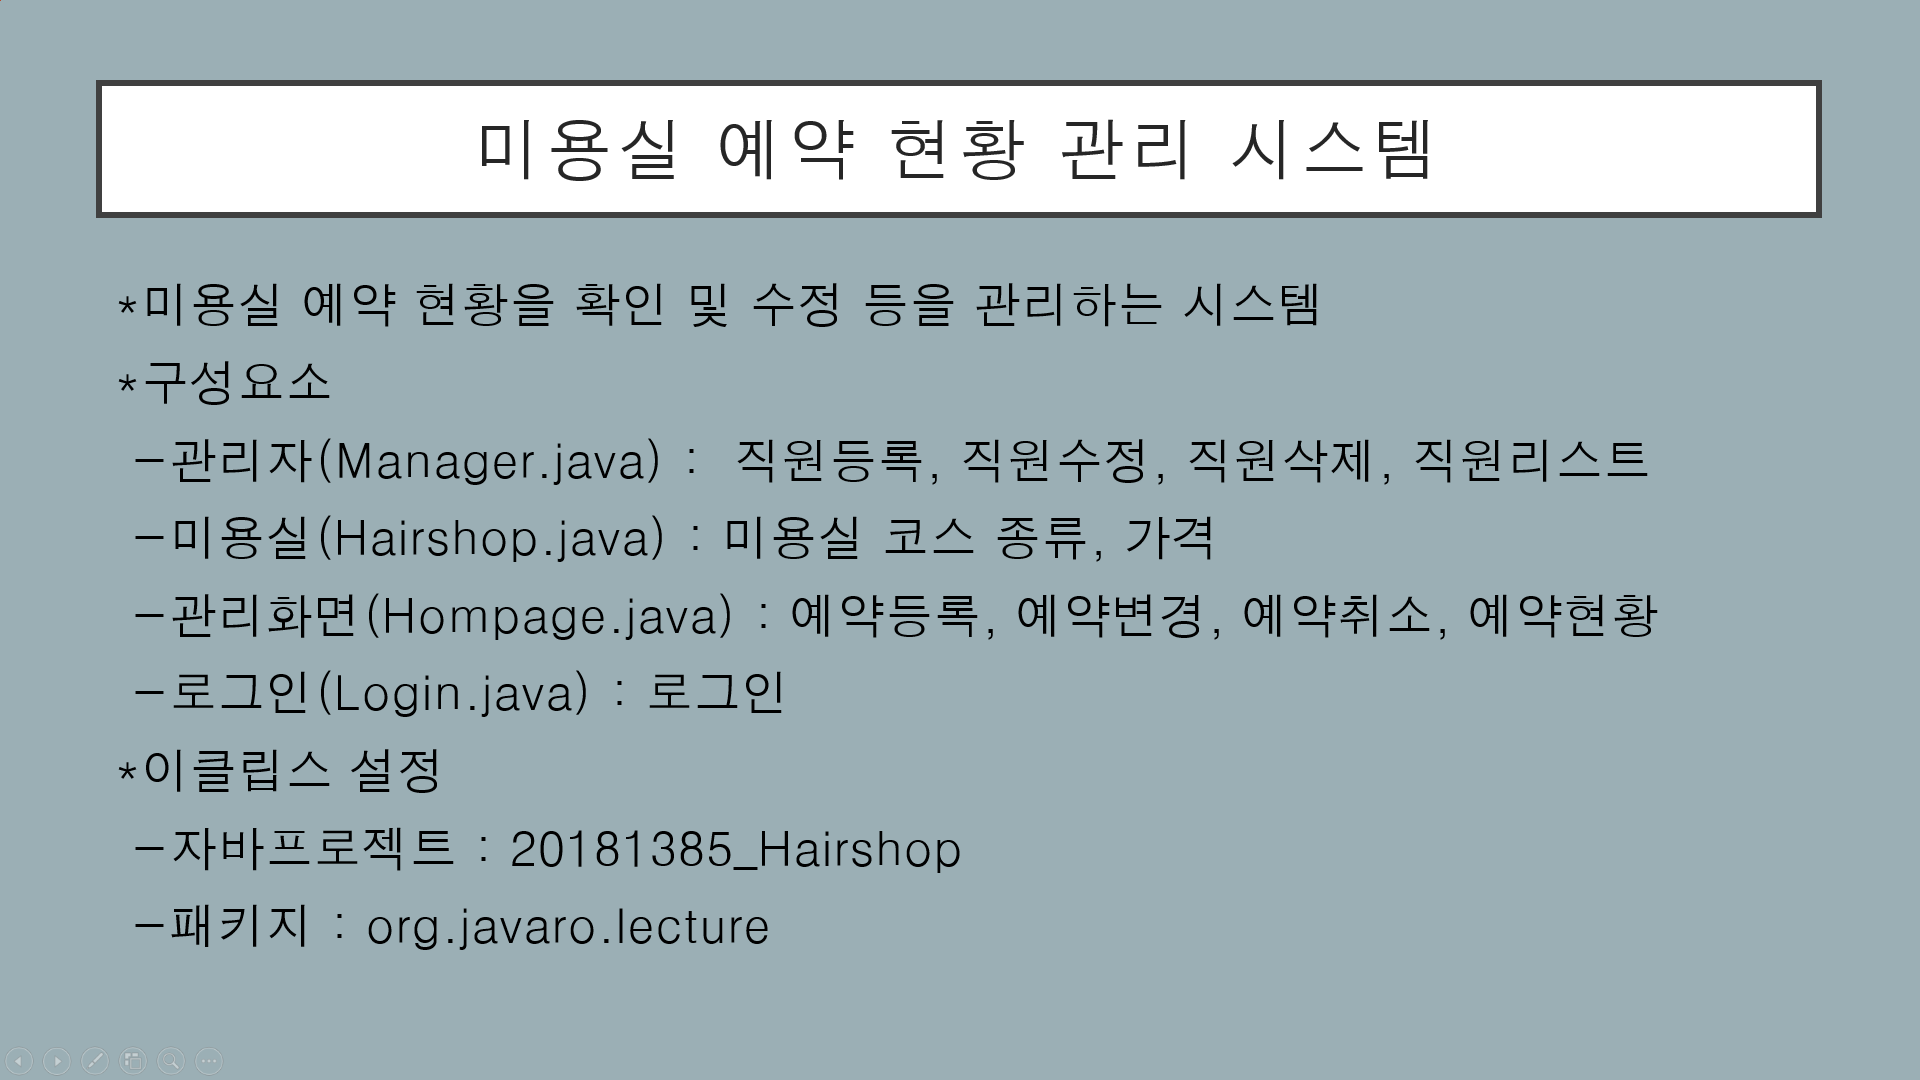 미용실 예약 현황 관리 시스템
*미용실 예약 현황을 확인 및 수정 등을 관리하는 시스템
*구성요소
-관리자(Manager.java) : 직원등록, 직원수정, 직원삭제, 직원리스트
-미용실(Hairshop.java) : 미용실 코스 종류, 가격
-관리화면(Hompage.java) : 예약등록, 예약변경, 예약취소, 예약현황
-로그인(Login.java) : 로그인
*이클립스 설정
-자바프로젝트 : 20181385_Hairshop
-패키지 : org.javaro.lecture